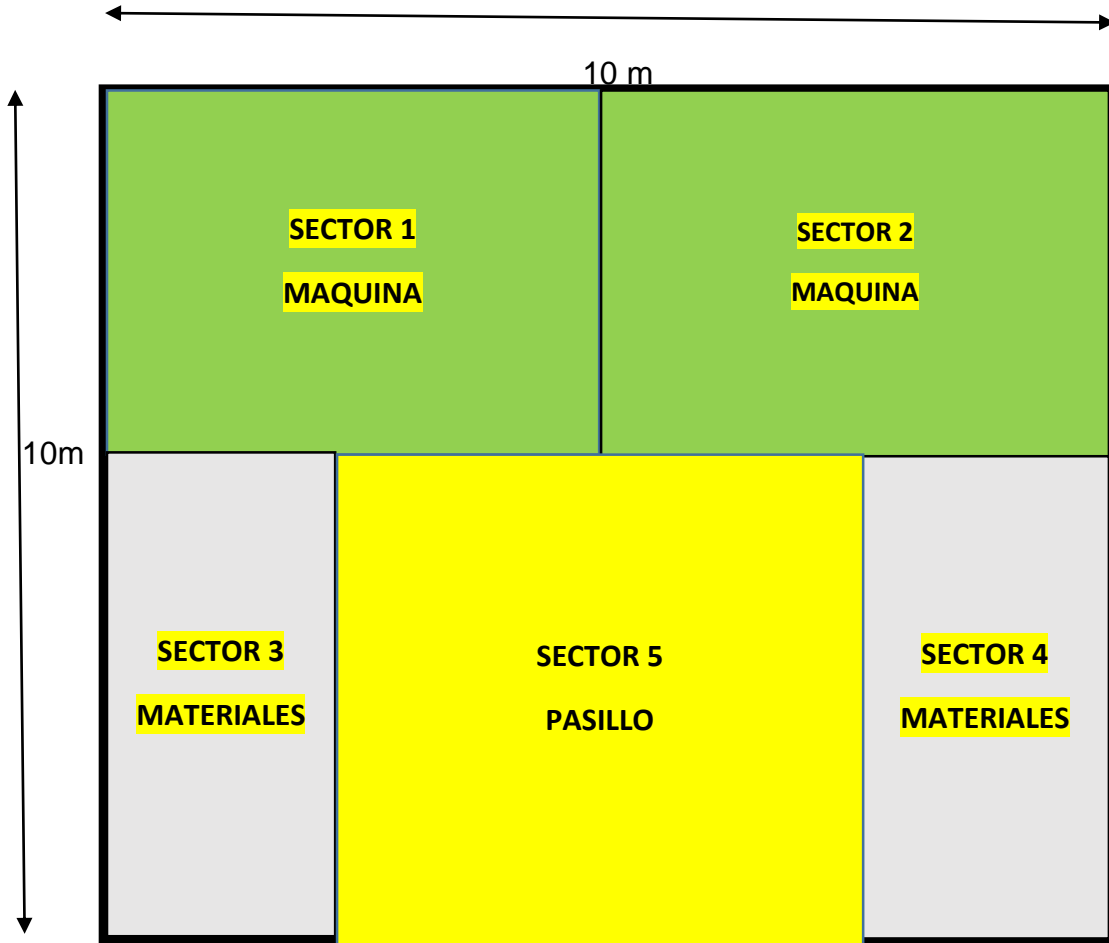 10 m
SECTOR 1
MAQUINA
SECTOR 2
MAQUINA
10m
SECTOR 3
MATERIALES
SECTOR 5
PASILLO
SECTOR 4
MATERIALES